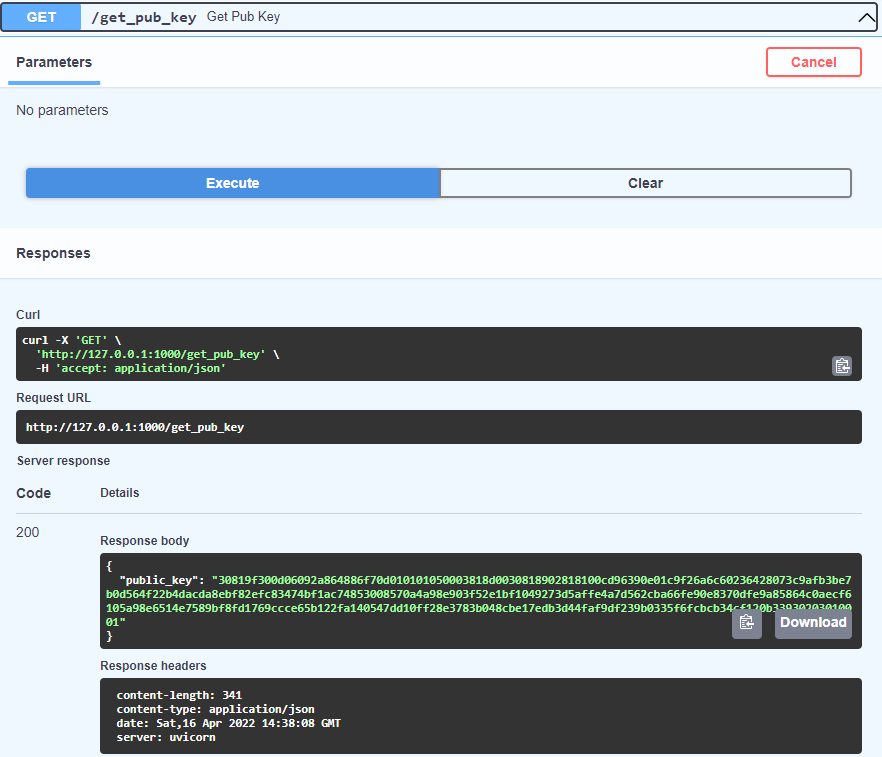 GET /get_pub_key Get Pub Key
Parameters
Cancel
No parameters
Execute
Clear
Responses
Curl
curl -X 'GET' \
'http://127.0.0.1:1000/get_pub_key' \
-H 'accept: application/json'
Request URL
http://127.0.0.1:1000/get_pub_key
Server response
Code Details
200
Response body
{
"public_key": "30819f300d06092a864886f70d010101050003818d0030818902818100cd96390e01c9f26a6c60236428073c9afb3be7
b0d564f22b4dacda8ebf82efc83474bf1ac74853008570a4a98e903f52e1bf1049273d5affe4a7d562cba66fe90e8370dfe9a85864c0aecf6
105a98e6514e7589bf8fd1769ccce65b122fa140547dd10ff28e3783b048cbe17edb3d44faf9df239b0335f6fcbcb34cf120b339302030100
01"
}
Download
Response headers
content-length: 341
content-type: application/json
date: Sat,16 Apr 2022 14:38:08 GMT
server: uvicorn